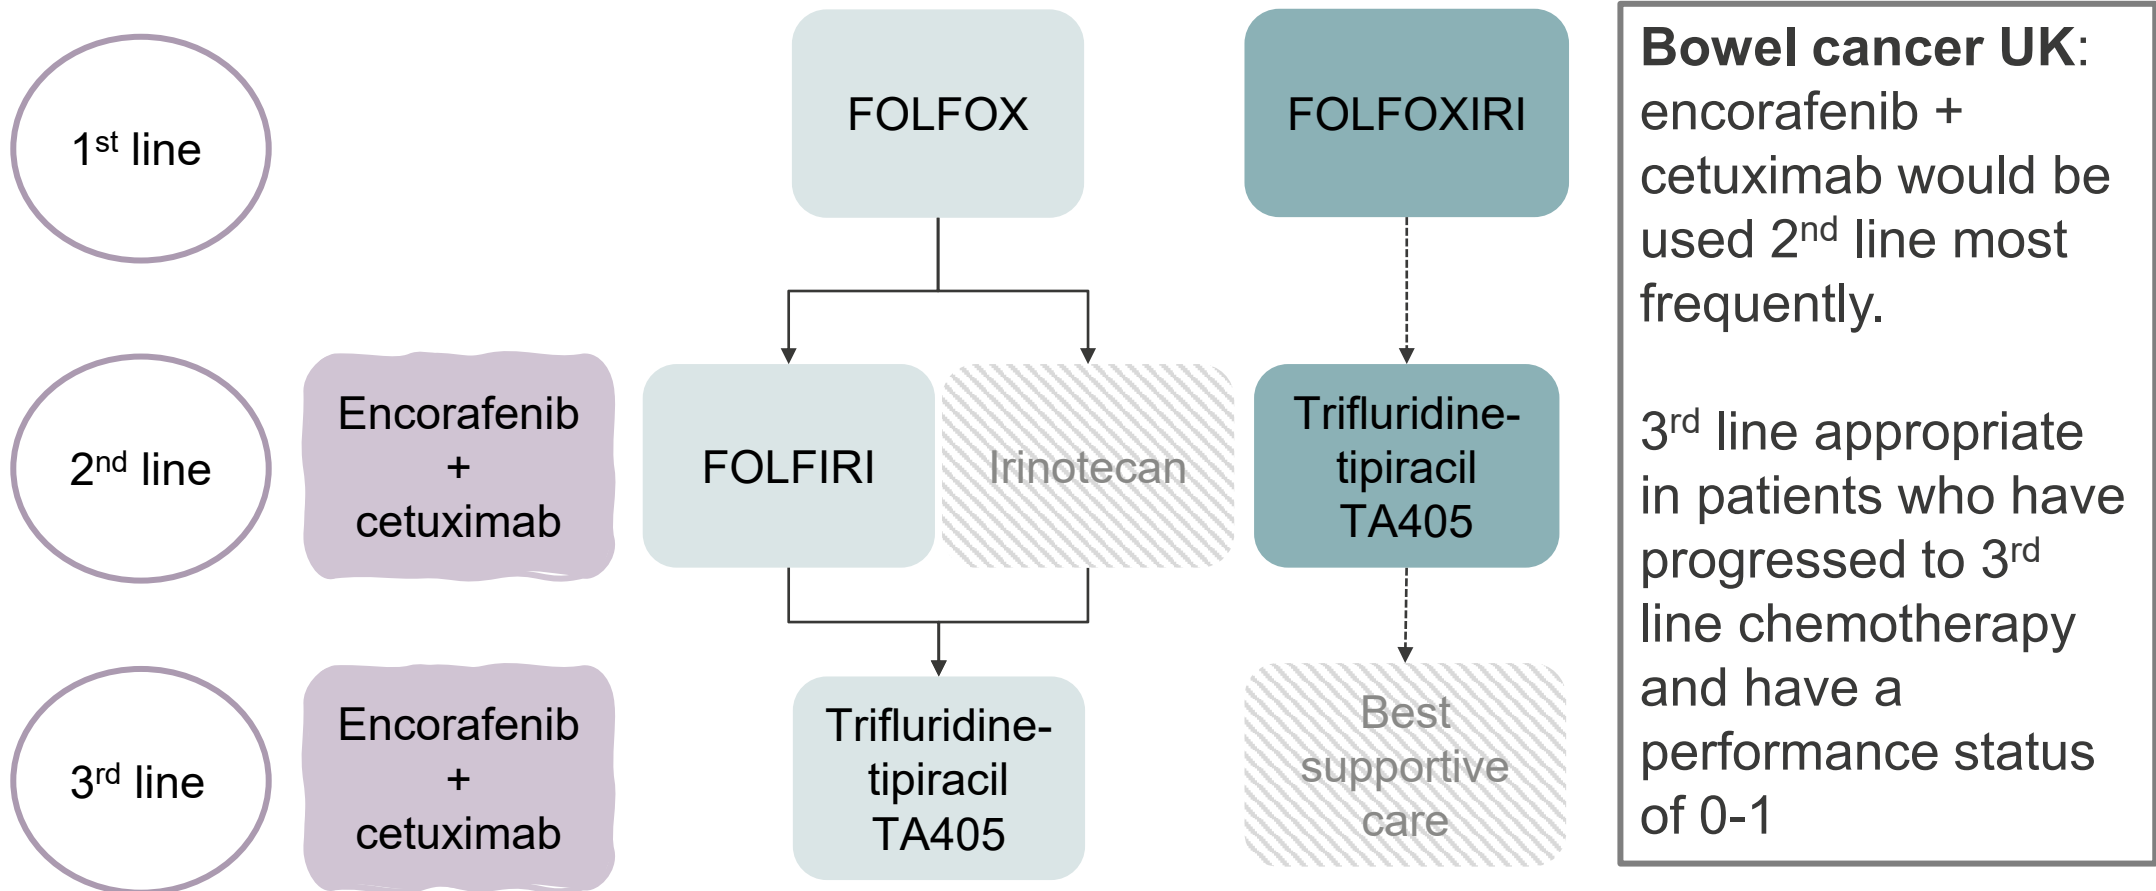 1st line
FOLFOX
FOLFOXIRI
2nd line
Encorafenib
+
cetuximab
FOLFIRI
Irinotecan
Trifluridine-
tipiracil
TA405
3rd line
Encorafenib
+
cetuximab
Trifluridine-
tipiracil
TA405
Best
supportive
care
Bowel cancer UK:
encorafenib +
cetuximab would be
used 2nd line most
frequently.
3rd line appropriate
in patients who have
progressed to 3rd
line chemotherapy
and have a
performance status
of 0-1